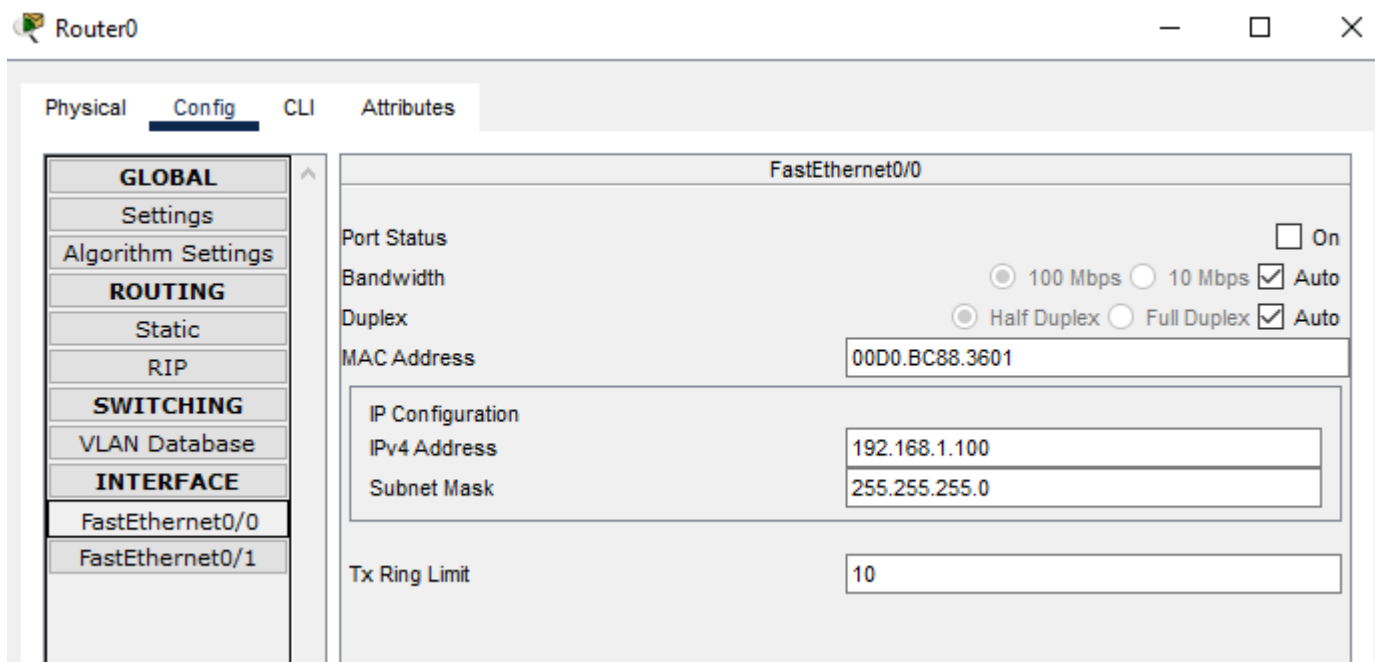 Router0
Physical Config CLI Attributes
GLOBAL
Settings
Algorithm Settings
ROUTING
Static
RIP
SWITCHING
VLAN Database
INTERFACE
FastEthernet0/0
FastEthernet0/1
FastEthernet0/0
Port Status On
Bandwidth 100 Mbps 10 Mbps Auto
Duplex Half Duplex Full Duplex Auto
MAC Address 00D0.BC88.3601
IP Configuration
IPv4 Address 192.168.1.100
Subnet Mask 255.255.255.0
Tx Ring Limit 10